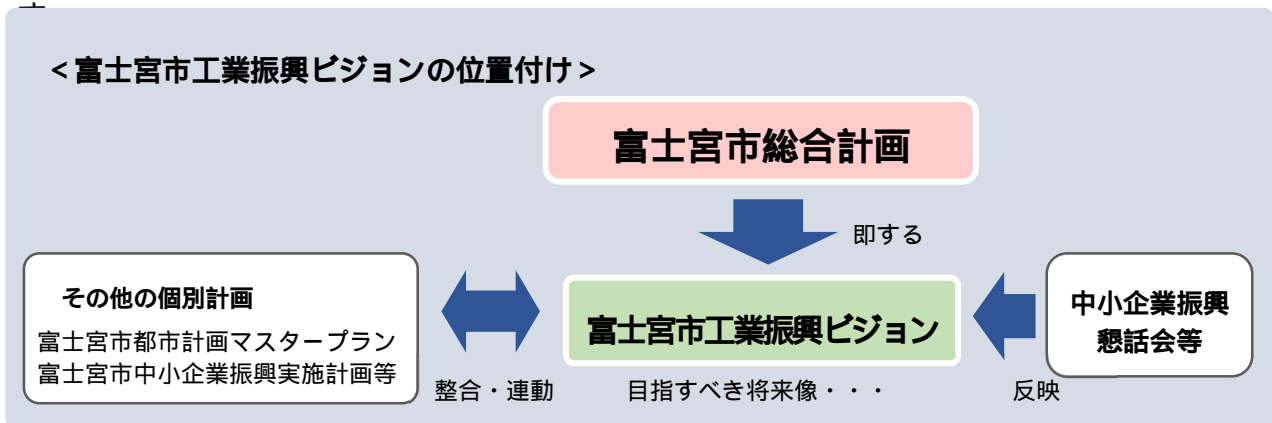 <富士宮市工業振興ビジョンの位置付け>
富士宮市総合計画
即する
その他の個別計画
富士宮市都市計画マスタープラン
富士宮市中小企業振興実施計画等
整合・連動
富士宮市工業振興ビジョン
目指すべき将来像・・・
中小企業振興
懇話会等
反映